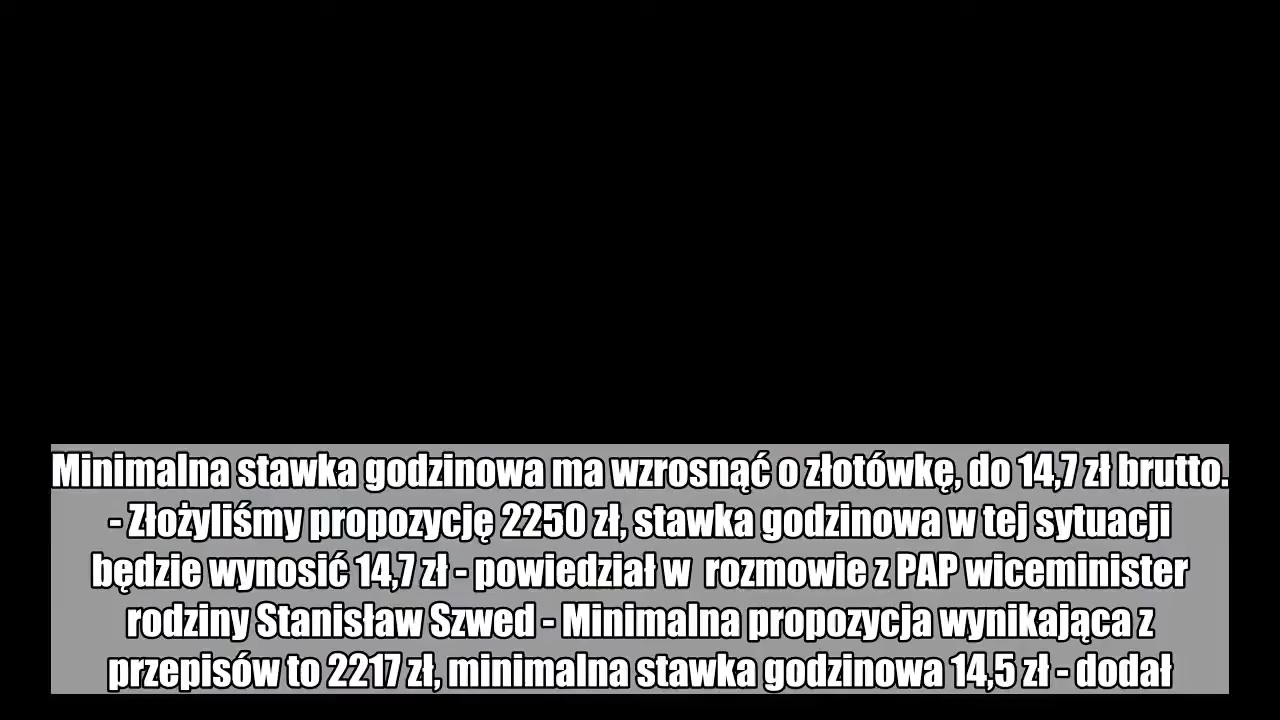 Minimalna stawka godzinowa ma wzrosnąć o złotówkę, do 14,7 zł brutto.
- Złożyliśmy propozycję 2250 zł, stawka godzinowa w tej sytuacji
będzie wynosić 14,7 zł - powiedział w  rozmowie z PAP wiceminister
rodziny Stanisław Szwed - Minimalna propozycja wynikająca z
przepisów to 2217 zł, minimalna stawka godzinowa 14,5 zł - dodał